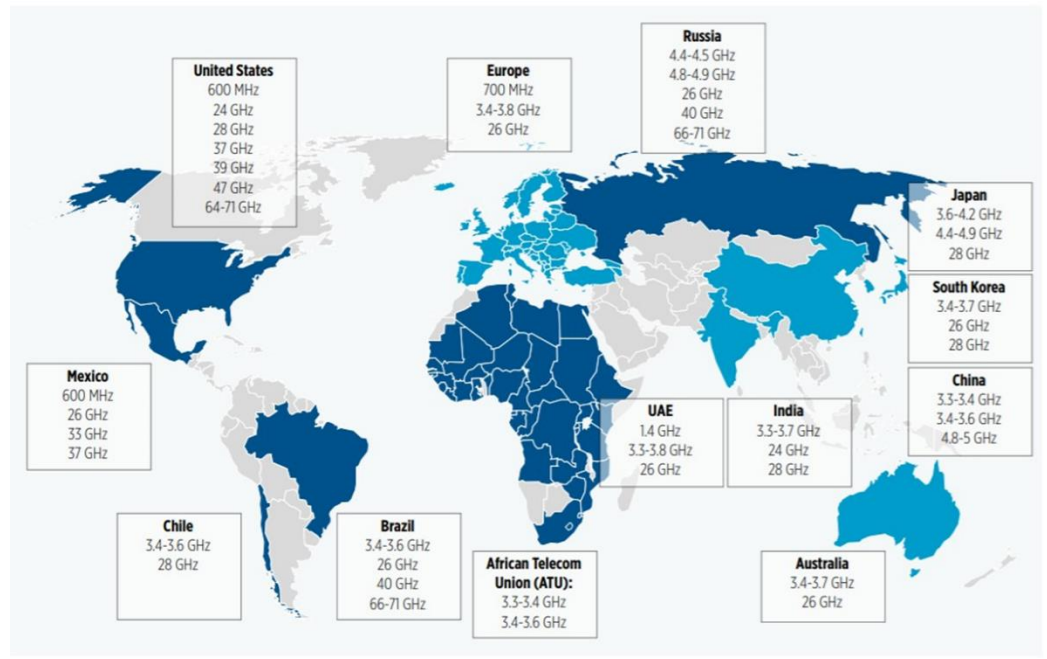 United States
600 MHz
24 GHz
28 GHz
37 GHz
39 GHz
47 GHz
64-71 GHz
Europe
700 MHz
3.4-3.8 GHz
26 GHz
Russia
4.4-4.5 GHz
4.8-4.9 GHz
26 GHz
40 GHz
66-71 GHz
Japan
3.6-4.2 GHz
4.4-4.9 GHz
28 GHz
South Korea
3.4-3.7 GHz
26 GHz
28 GHz
Mexico
600 MHz
26 GHz
33 GHz
37 GHz
UAE
1.4 GHz
3.3-3.8 GHz
26 GHz
India
3.3-3.7 GHz
24 GHz
28 GHz
China
3.3-3.4 GHz
3.4-3.6 GHz
4.8-5 GHz
Chile
3.4-3.6 GHz
28 GHz
Brazil
3.4-3.6 GHz
26 GHz
40 GHz
66-71 GHz
African Telecom
Union (ATU):
3.3-3.4 GHz
3.4-3.6 GHz
Australia
3.4-3.7 GHz
26 GHz